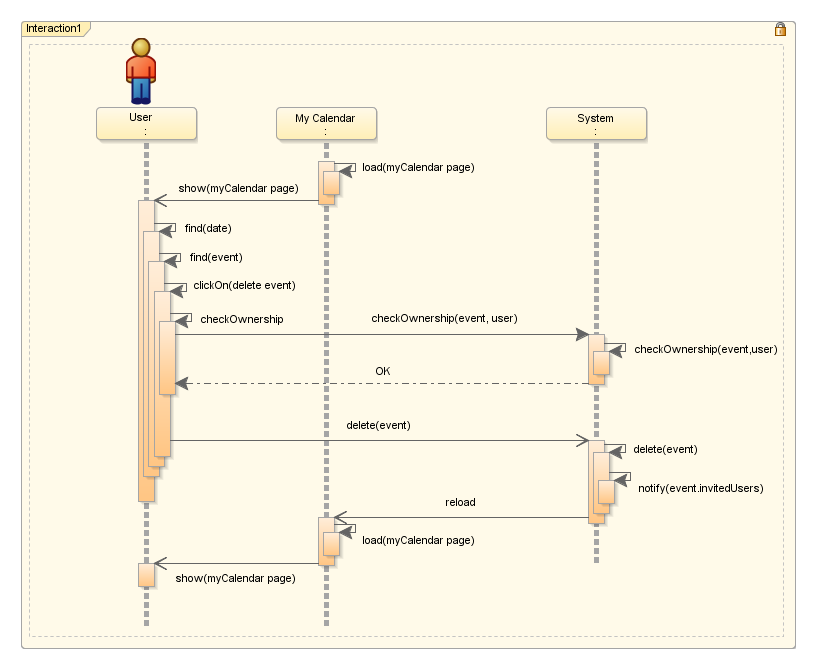 Interaction1
User
:
My Calendar
:
System
:
load(myCalendar page)
show(myCalendar page)
find(date)
find(event)
clickOn(delete event)
checkOwnership
checkOwnership(event, user)
checkOwnership(event,user)
OK
delete(event)
delete(event)
notify(event.invitedUsers)
reload
load(myCalendar page)
show(myCalendar page)